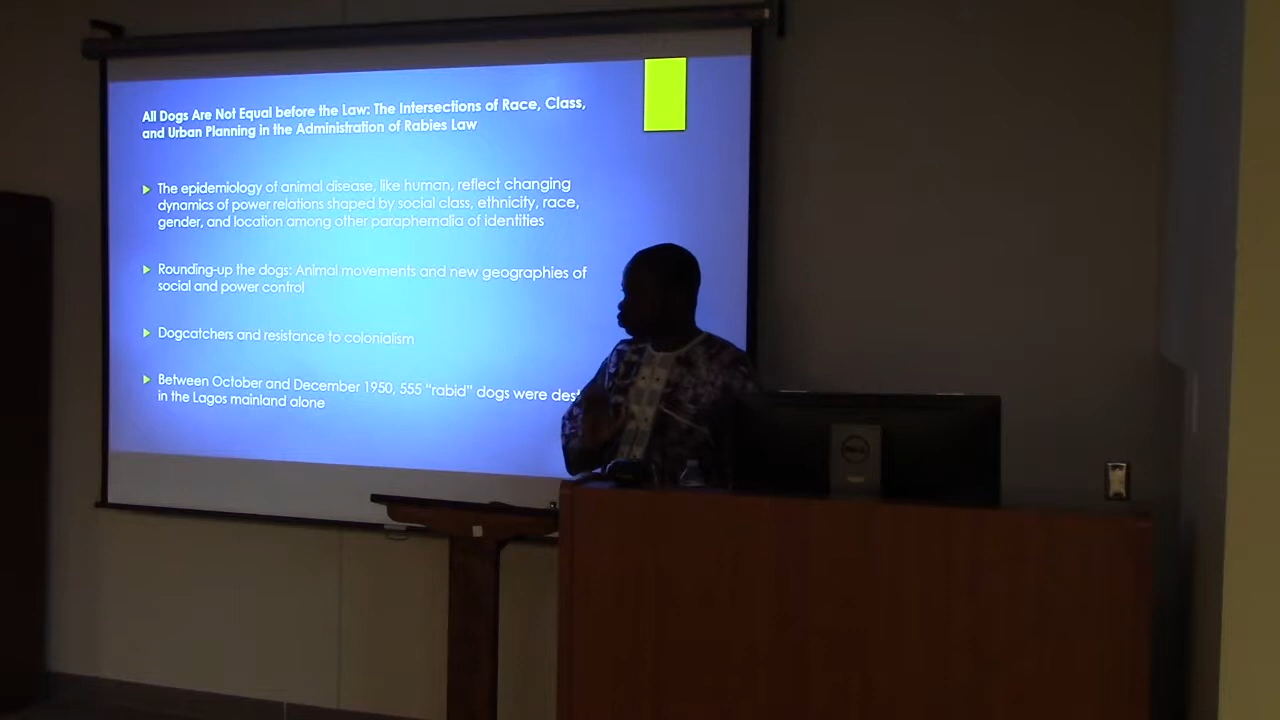 All Dogs Are Not Equal before the Law: The Intersections of Race, Class,
and Urban Planning in the Administration of Rabies Law
The epidemiology of animal disease, like human, reflect changing
dynamics of power relations shaped by social class, ethnicity, race,
gender, and location among other paraphernalia of identities
Rounding-up the dogs: Animal movements and new geographies of
social and power control
Dogcatchers and resistance to colonialism
Between October and December 1950, 555 "rabid" dogs were des
in the Lagos mainland alone
DELL